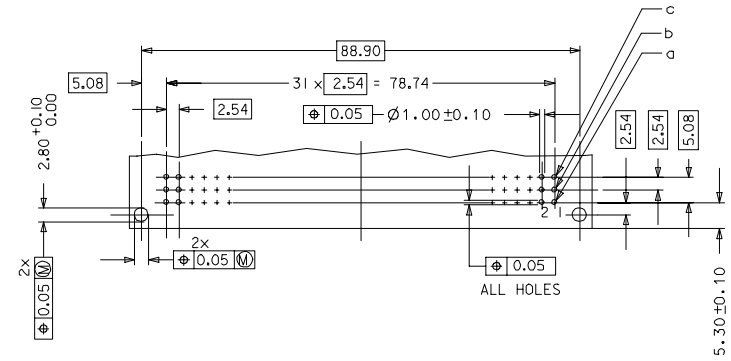 c
b
a
88.90
5.08
31 x 2.54 = 78.74
2.54
⌖ 0.05 Ø1.00±0.10
2.80 +0.10 0.00
2.54
2.54
5.08
2 1
2x
⌖ 0.05 Ⓜ
2x
⌖ 0.05 Ⓜ
⌖ 0.05
ALL HOLES
5.30±0.10